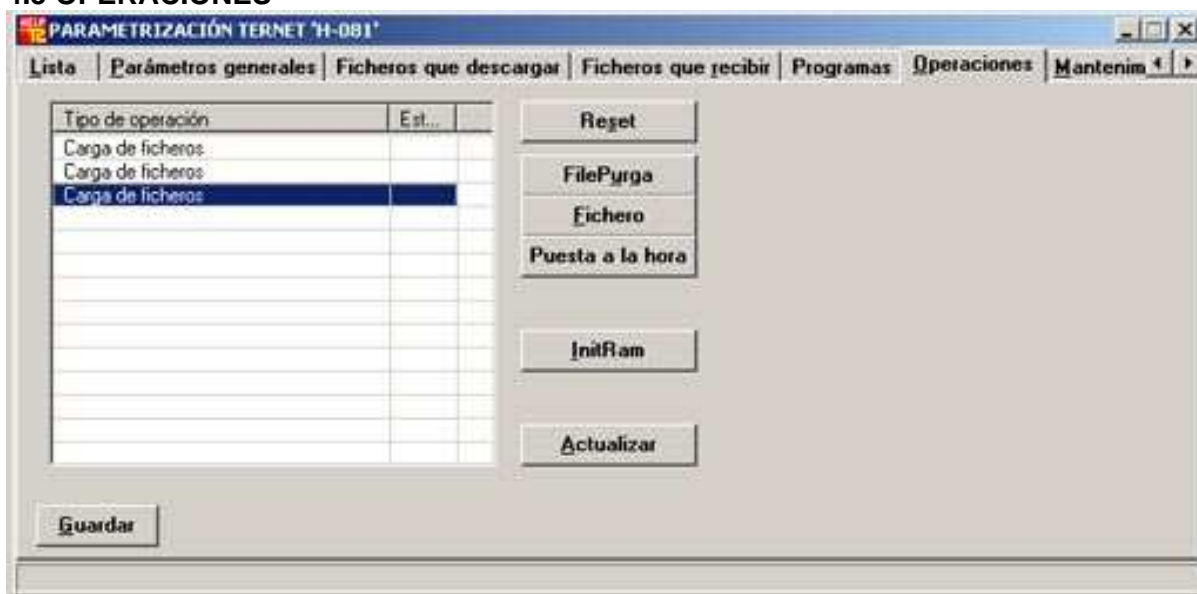 OPERACIONES
PARAMETRIZACIÓN TERNET "H-081"
Lista Parámetros generales Ficheros que descargar Ficheros que recibir Programas Operaciones Mantenim
Tipo de operación Est...
Carga de ficheros
Carga de ficheros
Carga de ficheros
Reset
FilePurga
Fichero
Puesta a la hora
InitRam
Actualizar
Guardar